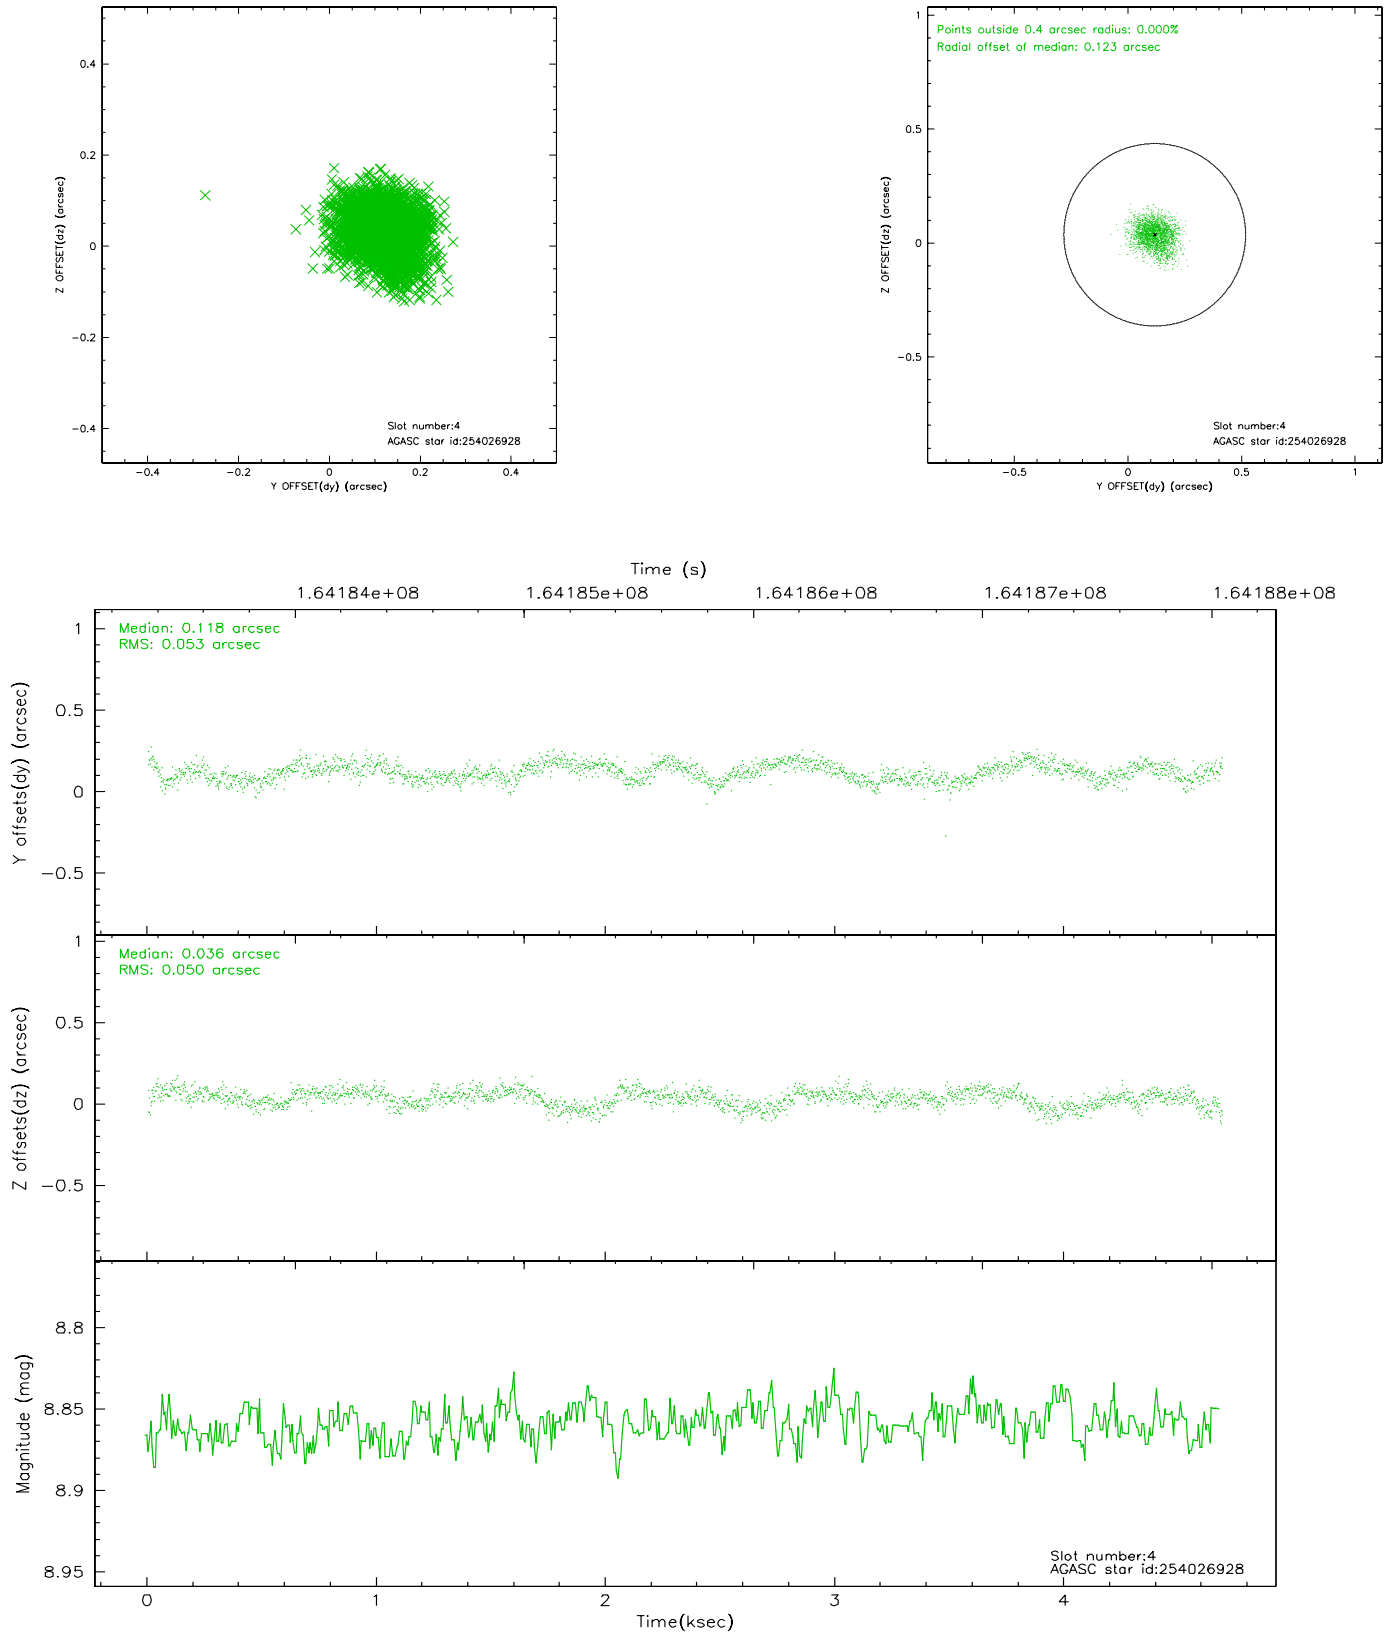 0.4
0.2
0
-0.2
-0.4
Z OFFSET(dz) (arcsec)
Slot number:4
AGASC star id:254026928
-0.4 -0.2 0 0.2 0.4
Y OFFSET(dy) (arcsec)
Points outside 0.4 arcsec radius: 0.000%
Radial offset of median: 0.123 arcsec
1
0.5
0
-0.5
Z OFFSET(dz) (arcsec)
Slot number:4
AGASC star id:254026928
-0.5 0 0.5 1
Y OFFSET(dy) (arcsec)
Time (s)
1.64184e+08 1.64185e+08 1.64186e+08 1.64187e+08 1.64188e+08
Median: 0.118 arcsec
RMS: 0.053 arcsec
1
0.5
0
-0.5
Y offsets(dy) (arcsec)
Median: 0.036 arcsec
RMS: 0.050 arcsec
1
0.5
0
-0.5
Z offsets(dz) (arcsec)
8.8
8.85
8.9
8.95
Magnitude (mag)
Slot number:4
AGASC star id:254026928
0 1 2 3 4
Time(ksec)